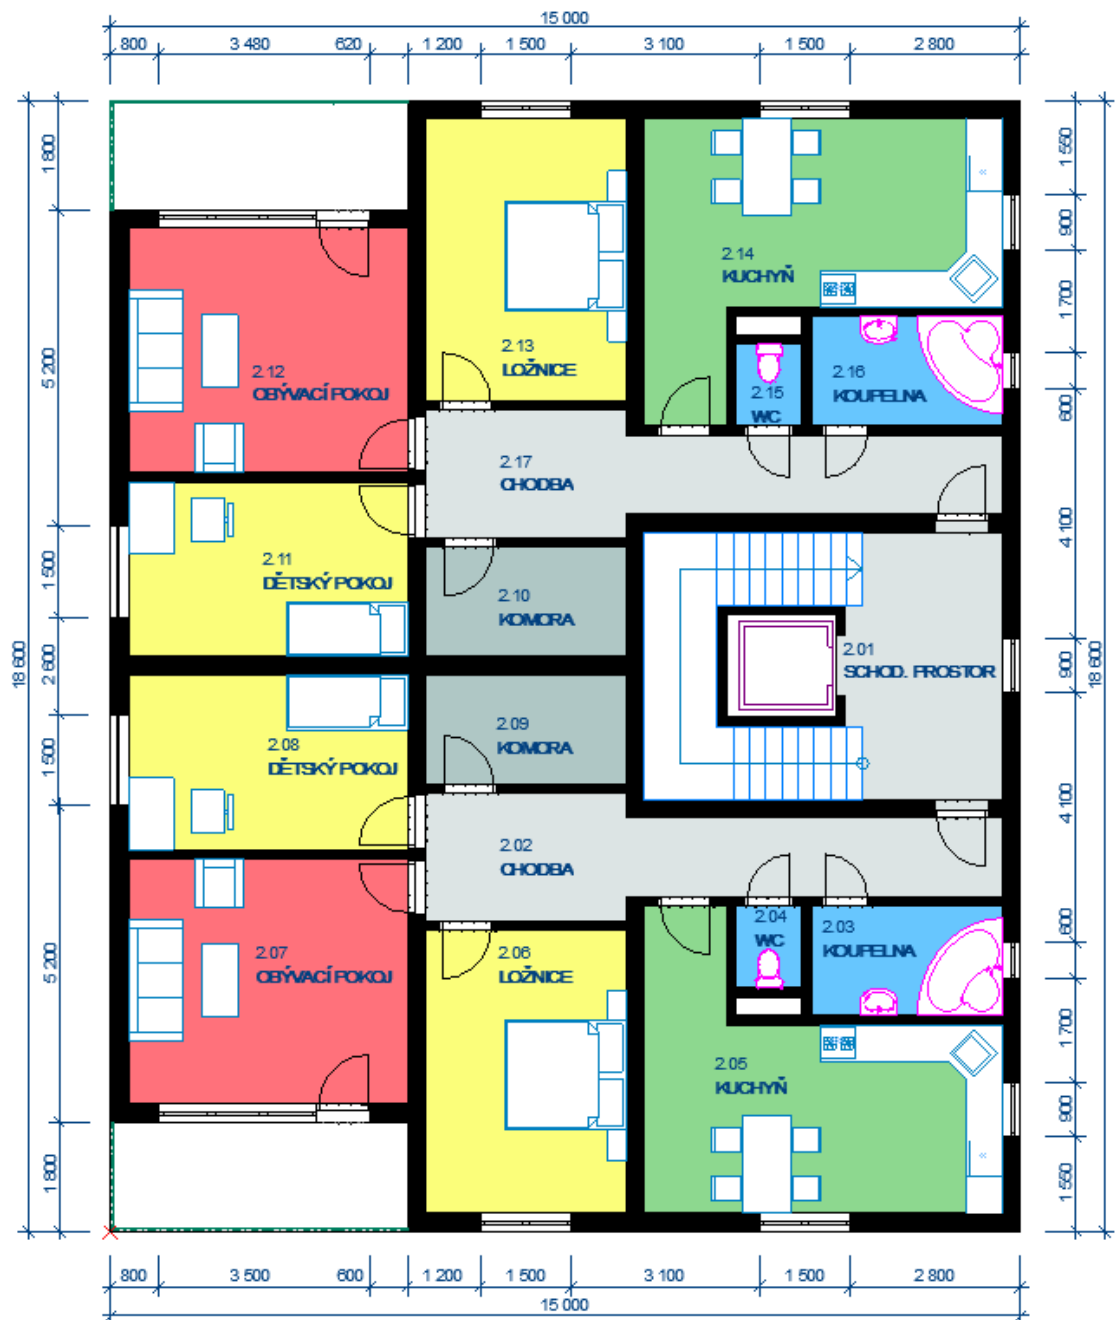 15 000
800 3 480 620 1 200 1 500 3 100 1 500 2 800
1 800
5 200
1 500
2 600
1 500
5 200
1 800
18 600
1 550
900
1 700
600
4 100
900
4 100
600
1 700
900
1 550
18 600
2.14
KUCHYŇ
2.13
LOŽNICE
2.12
OBÝVACÍ POKOJ
2.15
WC
2.16
KOUPELNA
2.17
CHODBA
2.11
DĚTSKÝ POKOJ
2.10
KOMORA
2.01
SCHOD. PROSTOR
2.09
KOMORA
2.08
DĚTSKÝ POKOJ
2.02
CHODBA
2.04
WC
2.03
KOUPELNA
2.07
OBÝVACÍ POKOJ
2.06
LOŽNICE
2.05
KUCHYŇ
800 3 500 600 1 200 1 500 3 100 1 500 2 800
15 000